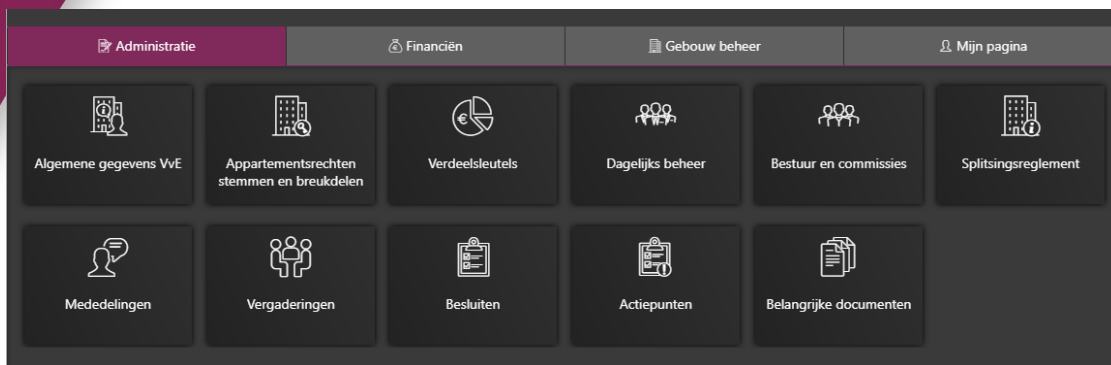 Administratie
Financiën
Gebouw beheer
Mijn pagina
Algemene gegevens VvE
Appartementsrechten
stemmen en breukdelen
Verdeelsleutels
Dagelijks beheer
Bestuur en commissies
Splitsingsreglement
Mededelingen
Vergaderingen
Besluiten
Actiepunten
Belangrijke documenten